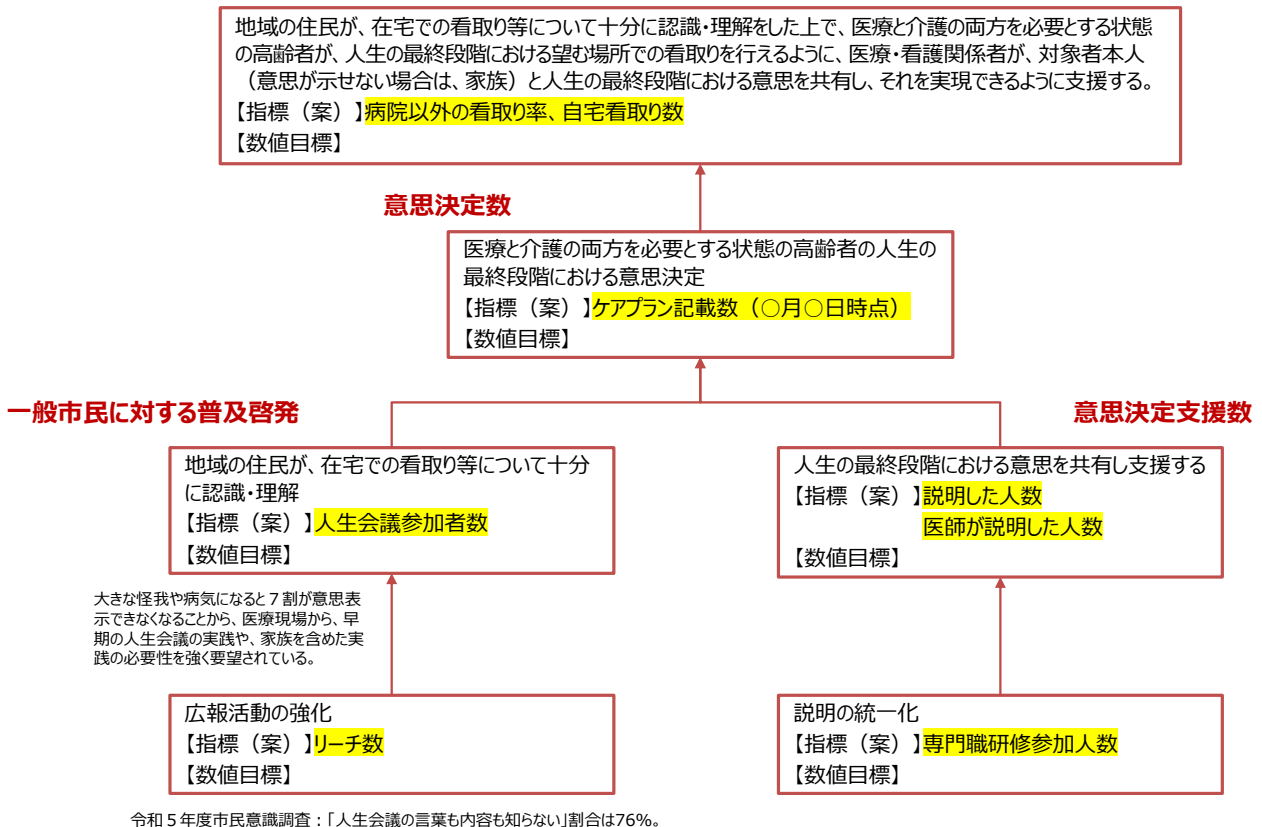 地域の住民が、在宅での看取り等について十分に認識・理解をした上で、医療と介護の両方を必要とする状態
の高齢者が、人生の最終段階における望む場所での看取りを行えるように、医療・看護関係者が、対象者本人
（意思が示せない場合は、家族）と人生の最終段階における意思を共有し、それを実現できるように支援する。
【指標（案）】病院以外の看取り率、自宅看取り数
【数値目標】
意思決定数
医療と介護の両方を必要とする状態の高齢者の人生の
最終段階における意思決定
【指標（案）】ケアプラン記載数（○月○日時点）
【数値目標】
一般市民に対する普及啓発
意思決定支援数
地域の住民が、在宅での看取り等について十分
に認識・理解
【指標（案）】人生会議参加者数
【数値目標】
人生の最終段階における意思を共有し支援する
【指標（案）】説明した人数
医師が説明した人数
【数値目標】
大きな怪我や病気になると７割が意思表
示できなくなることから、医療現場から、早
期の人生会議の実践や、家族を含めた実
践の必要性を強く要望されている。
広報活動の強化
【指標（案）】リーチ数
【数値目標】
説明の統一化
【指標（案）】専門職研修参加人数
【数値目標】
令和５年度市民意識調査：「人生会議の言葉も内容も知らない」割合は76%。